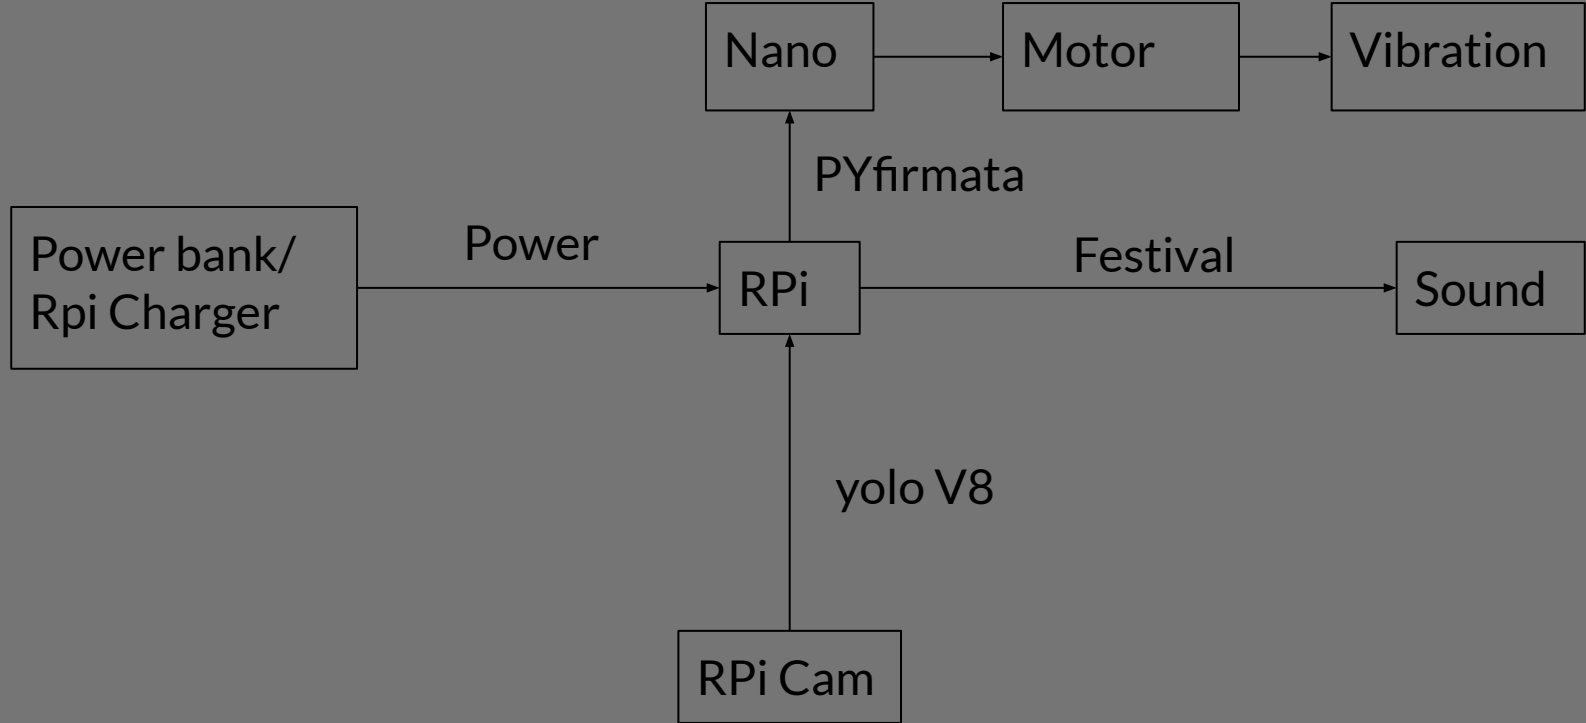 Nano
Motor
Vibration
PYfirmata
Power bank/
Rpi Charger
Power
RPi
Festival
Sound
yolo V8
RPi Cam